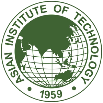 ASIAN INSTITUTE OF TECHNOLOGY
• 1959 •